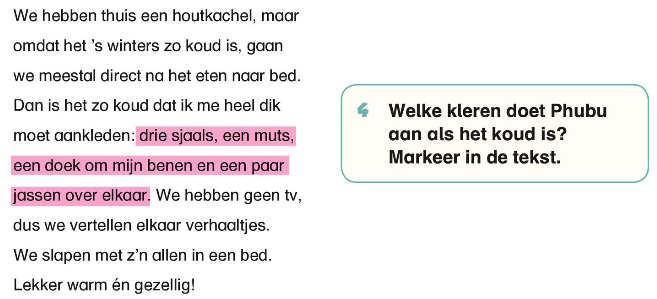 We hebben thuis een houtkachel, maar
omdat het ’s winters zo koud is, gaan
we meestal direct na het eten naar bed.
Dan is het zo koud dat ik me heel dik
moet aankleden: drie sjaals, een muts,
een doek om mijn benen en een paar
jassen over elkaar. We hebben geen tv,
dus we vertellen elkaar verhaaltjes.
We slapen met z’n allen in een bed.
Lekker warm én gezellig!
4 Welke kleren doet Phubu
aan als het koud is?
Markeer in de tekst.